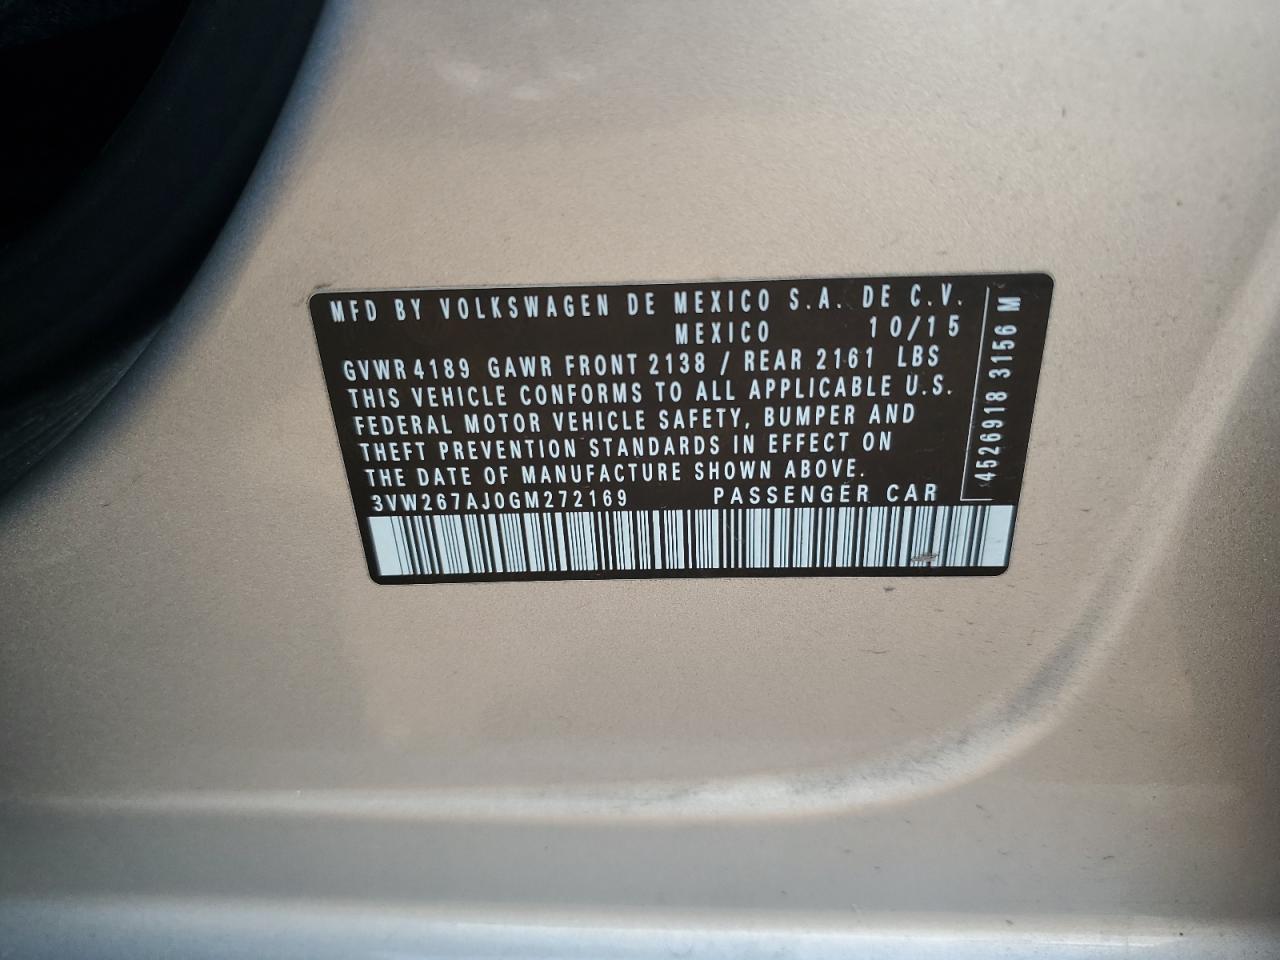 MFD BY VOLKSWAGEN DE MEXICO S.A. DE C.V.
MEXICO 10/15
GVWR 4189 GAWR FRONT 2138 / REAR 2161 LBS
THIS VEHICLE CONFORMS TO ALL APPLICABLE U.S.
FEDERAL MOTOR VEHICLE SAFETY, BUMPER AND
THEFT PREVENTION STANDARDS IN EFFECT ON
THE DATE OF MANUFACTURE SHOWN ABOVE.
3VW267AJ0GM272169 PASSENGER CAR
4526918 3156 M